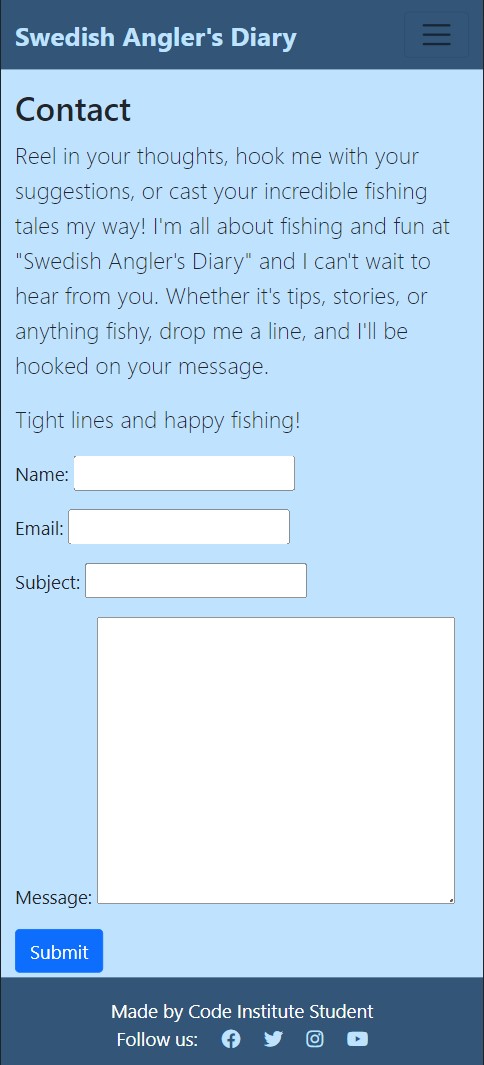 Swedish Angler's Diary
Contact
Reel in your thoughts, hook me with your
suggestions, or cast your incredible fishing
tales my way! I'm all about fishing and fun at
"Swedish Angler's Diary" and I can't wait to
hear from you. Whether it's tips, stories, or
anything fishy, drop me a line, and I'll be
hooked on your message.
Tight lines and happy fishing!
Name:
Email:
Subject:
Message:
Submit
Made by Code Institute Student
Follow us: